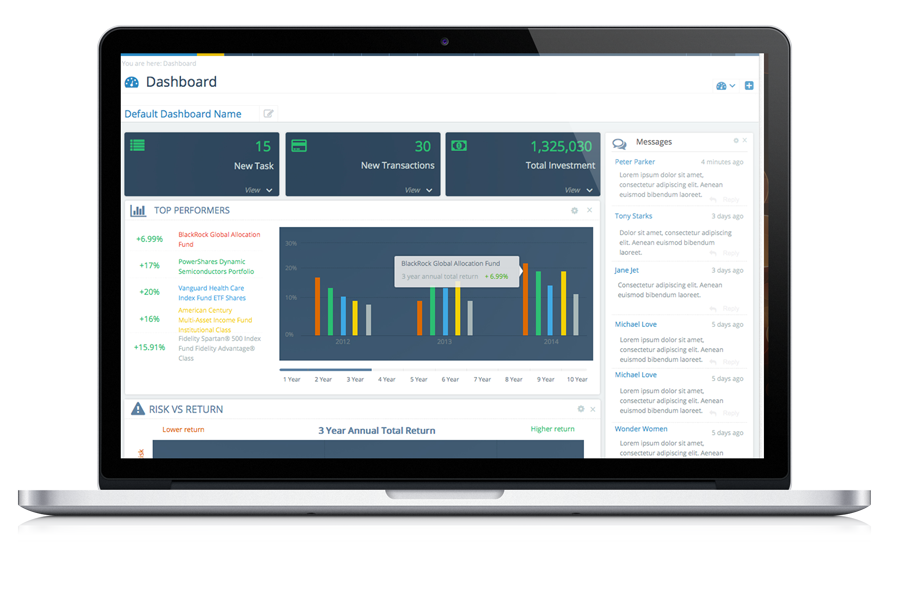 You are here: Dashboard
Dashboard
Default Dashboard Name
15
New Task
View
30
New Transactions
View
1,325,030
Total Investment
View
TOP PERFORMERS
+6.99%
BlackRock Global Allocation
Fund
+17%
PowerShares Dynamic
Semiconductors Portfolio
+20%
Vanguard Health Care
Index Fund ETF Shares
+16%
American Century
Multi-Asset Income Fund
Institutional Class
+15.91%
Fidelity Spartan® 500 Index
Fund Fidelity Advantage®
Class
30%
20%
10%
0%
BlackRock Global Allocation Fund
3 year annual total return +6.99%
2012
2013
2014
1 Year 2 Year 3 Year 4 Year 5 Year 6 Year 7 Year 8 Year 9 Year 10 Year
RISK VS RETURN
Lower return
3 Year Annual Total Return
Higher return
Messages
Peter Parker
4 minutes ago
Lorem ipsum dolor sit amet,
consectetur adipiscing elit. Aenean
euismod bibendum laoreet.
Reply
Tony Starks
3 days ago
Dolor sit amet, consectetur adipiscing
elit. Aenean euismod bibendum
laoreet.
Reply
Jane Jet
3 days ago
Consectetur adipiscing elit. Aenean
euismod bibendum laoreet.
Reply
Michael Love
5 days ago
Lorem ipsum dolor sit amet,
consectetur adipiscing elit. Aenean
euismod bibendum laoreet.
Reply
Michael Love
5 days ago
Lorem ipsum dolor sit amet,
consectetur adipiscing elit. Aenean
euismod bibendum laoreet.
Reply
Wonder Women
5 days ago
Lorem ipsum dolor sit amet,
consectetur adipiscing elit. Aenean